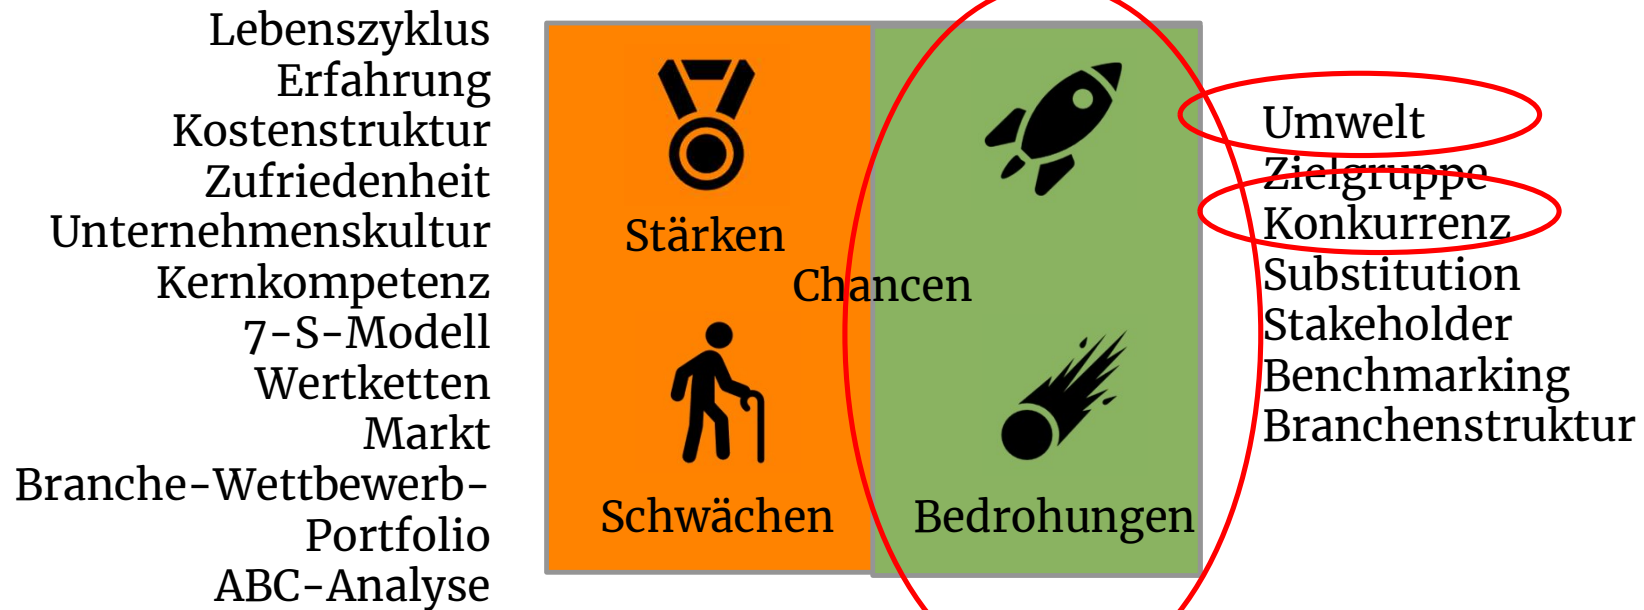 Lebenszyklus
Erfahrung
Kostenstruktur
Zufriedenheit
Unternehmenskultur
Kernkompetenz
7-S-Modell
Wertketten
Markt
Branche-Wettbewerb-
Portfolio
ABC-Analyse
Stärken
Chancen
Schwächen
Bedrohungen
Umwelt
Zielgruppe
Konkurrenz
Substitution
Stakeholder
Benchmarking
Branchenstruktur